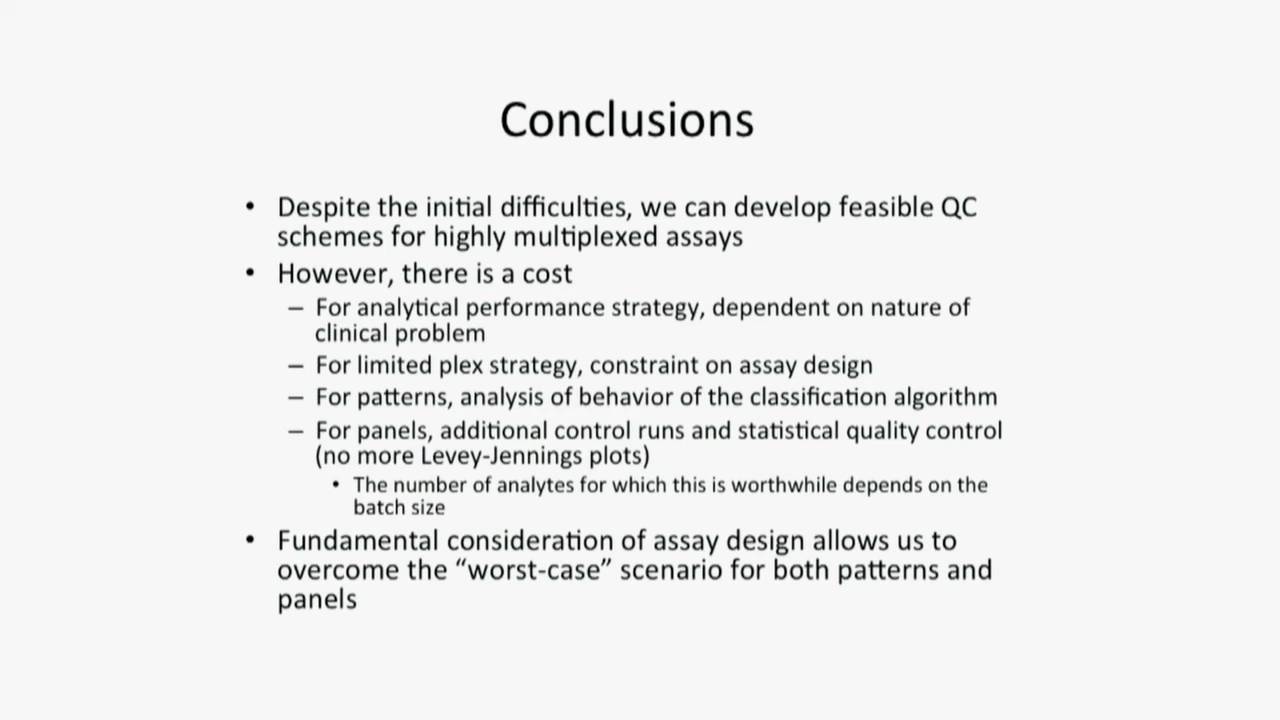 Conclusions
• Despite the initial difficulties, we can develop feasible QC
schemes for highly multiplexed assays
• However, there is a cost
– For analytical performance strategy, dependent on nature of
clinical problem
– For limited plex strategy, constraint on assay design
– For patterns, analysis of behavior of the classification algorithm
– For panels, additional control runs and statistical quality control
(no more Levey-Jennings plots)
• The number of analytes for which this is worthwhile depends on the
batch size
• Fundamental consideration of assay design allows us to
overcome the “worst-case” scenario for both patterns and
panels